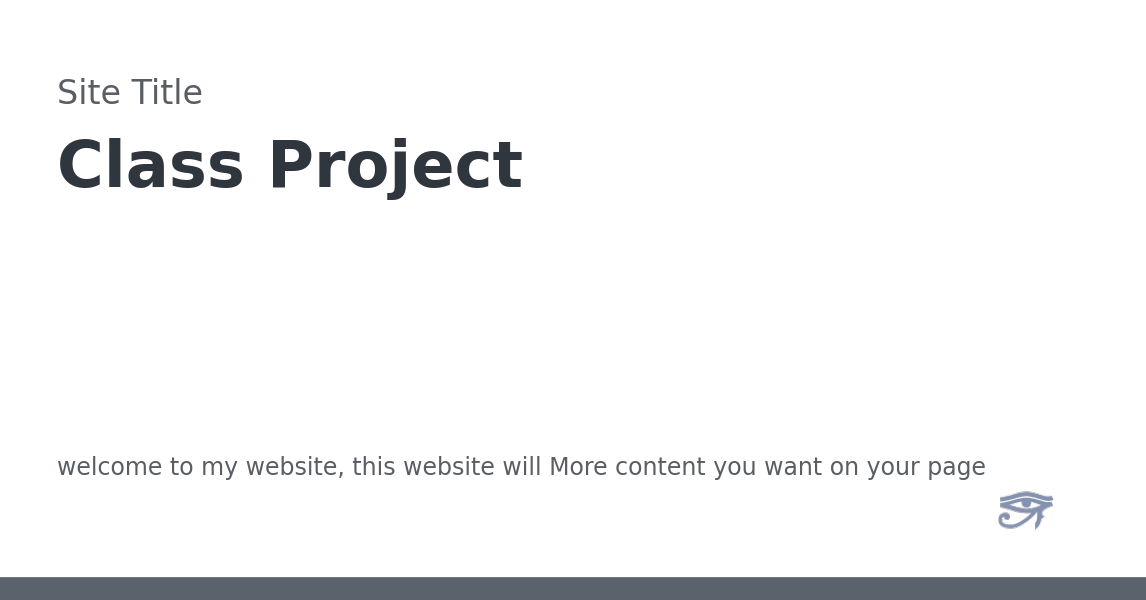 Site Title
Class Project
welcome to my website, this website will More content you want on your page